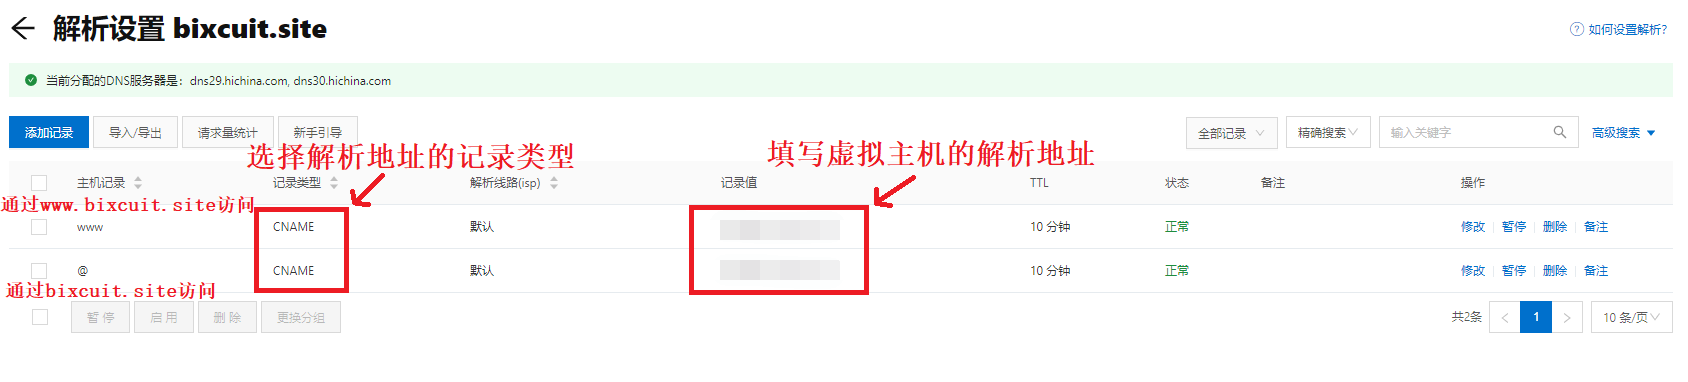 解析设置 bixcuit.site
如何设置解析?
当前分配的DNS服务器是: dns29.hichina.com, dns30.hichina.com
添加记录 导入/导出 请求量统计 新手引导 全部记录 精确搜索 输入关键字 高级搜索
选择解析地址的记录类型 填写虚拟主机的解析地址
主机记录 记录类型 解析线路(isp) 记录值 TTL 状态 备注 操作
通过www.bixcuit.site访问
www CNAME 默认 10 分钟 正常 修改 暂停 删除 备注
@ CNAME 默认 10 分钟 正常 修改 暂停 删除 备注
通过bixcuit.site访问
暂停 启用 删除 更换分组 共2条 1 10 条/页